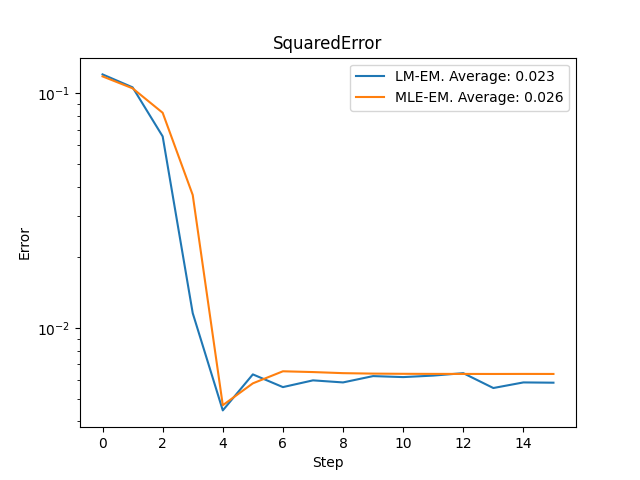 SquaredError
LM-EM. Average: 0.023
MLE-EM. Average: 0.026
10⁻¹
10⁻²
Error
0 2 4 6 8 10 12 14
Step